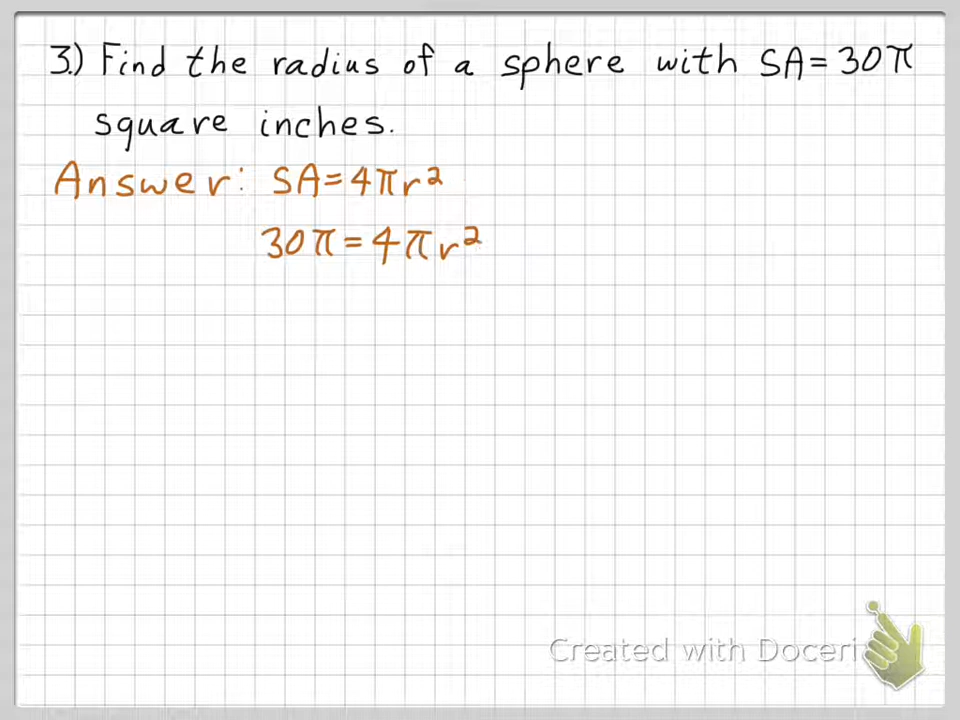 3.) Find the radius of a sphere with SA=30π
square inches.
Answer: SA=4πr²
30π=4πr²
Created with Doceri